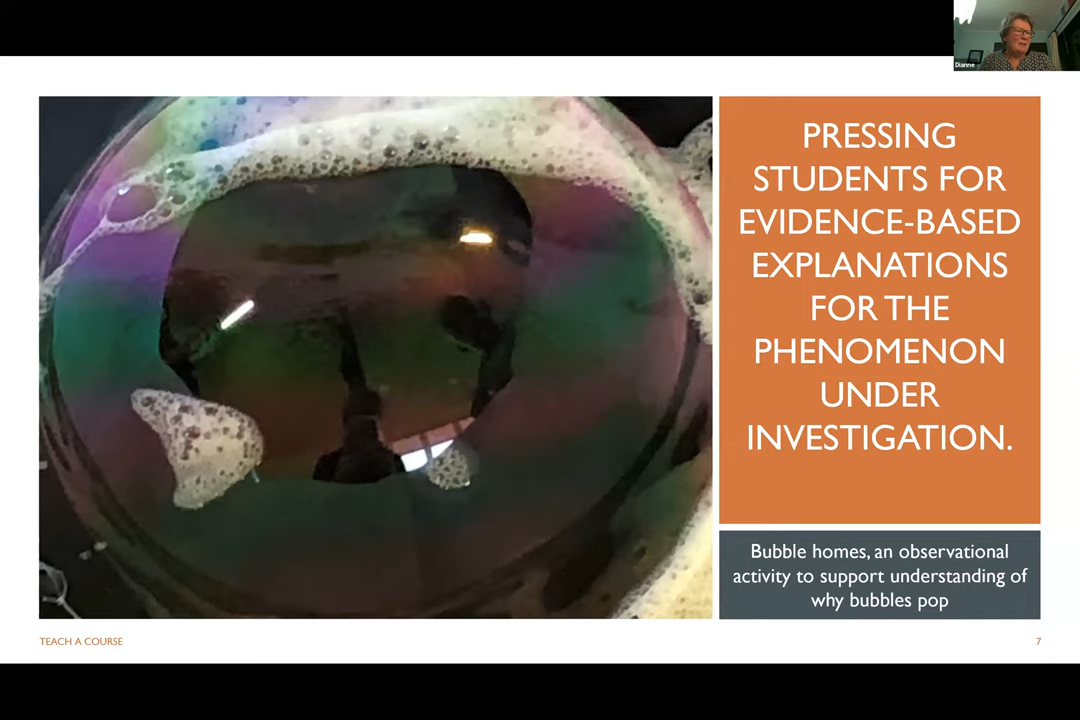 Dianne
PRESSING
STUDENTS FOR
EVIDENCE-BASED
EXPLANATIONS
FOR THE
PHENOMENON
UNDER
INVESTIGATION.
Bubble homes, an observational
activity to support understanding of
why bubbles pop
TEACH A COURSE
7